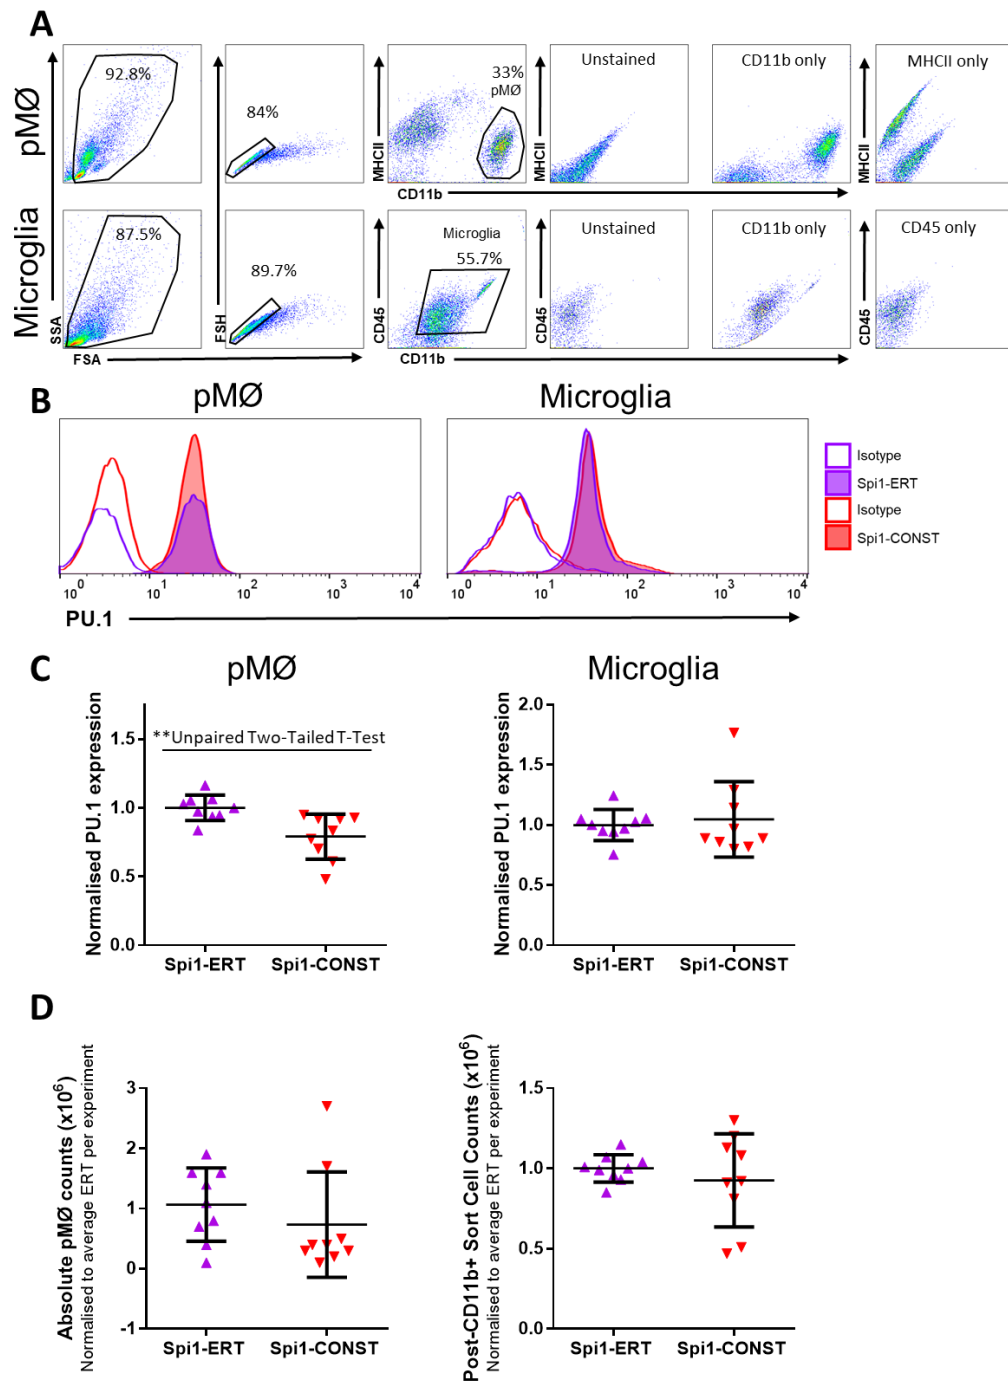 A
pMØ
92.8%
84%
33%
pMØ
MHCII
MHCII
Unstained
CD11b only
MHCII
MHCII only
CD11b
Microglia
87.5%
SSA
FSA
89.7%
FSH
Microglia
55.7%
CD45
CD45
Unstained
CD11b only
CD45
CD45 only
CD11b
B
pMØ
Microglia
10^0 10^1 10^2 10^3 10^4
10^0 10^1 10^2 10^3 10^4
PU.1
Isotype
Spi1-ERT
Isotype
Spi1-CONST
C
pMØ
Microglia
Normalised PU.1 expression
1.5
1.0
0.5
0.0
**Unpaired Two-Tailed T-Test
Spi1-ERT Spi1-CONST
Normalised PU.1 expression
2.0
1.5
1.0
0.5
0.0
Spi1-ERT Spi1-CONST
D
Absolute pMØ counts (x10^6)
Normalised to average ERT per experiment
3
2
1
0
-1
Spi1-ERT Spi1-CONST
Post-CD11b+ Sort Cell Counts (x10^6)
Normalised to average ERT per experiment
1.5
1.0
0.5
0.0
Spi1-ERT Spi1-CONST